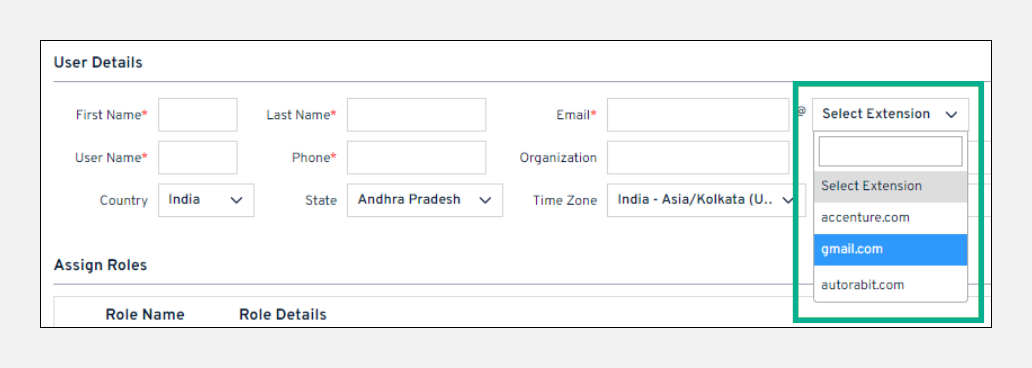 User Details
First Name* Last Name* Email* @ Select Extension
User Name* Phone* Organization
Select Extension
Country India State Andhra Pradesh Time Zone India - Asia/Kolkata (U..
accenture.com
gmail.com
Assign Roles
autorabit.com
Role Name Role Details